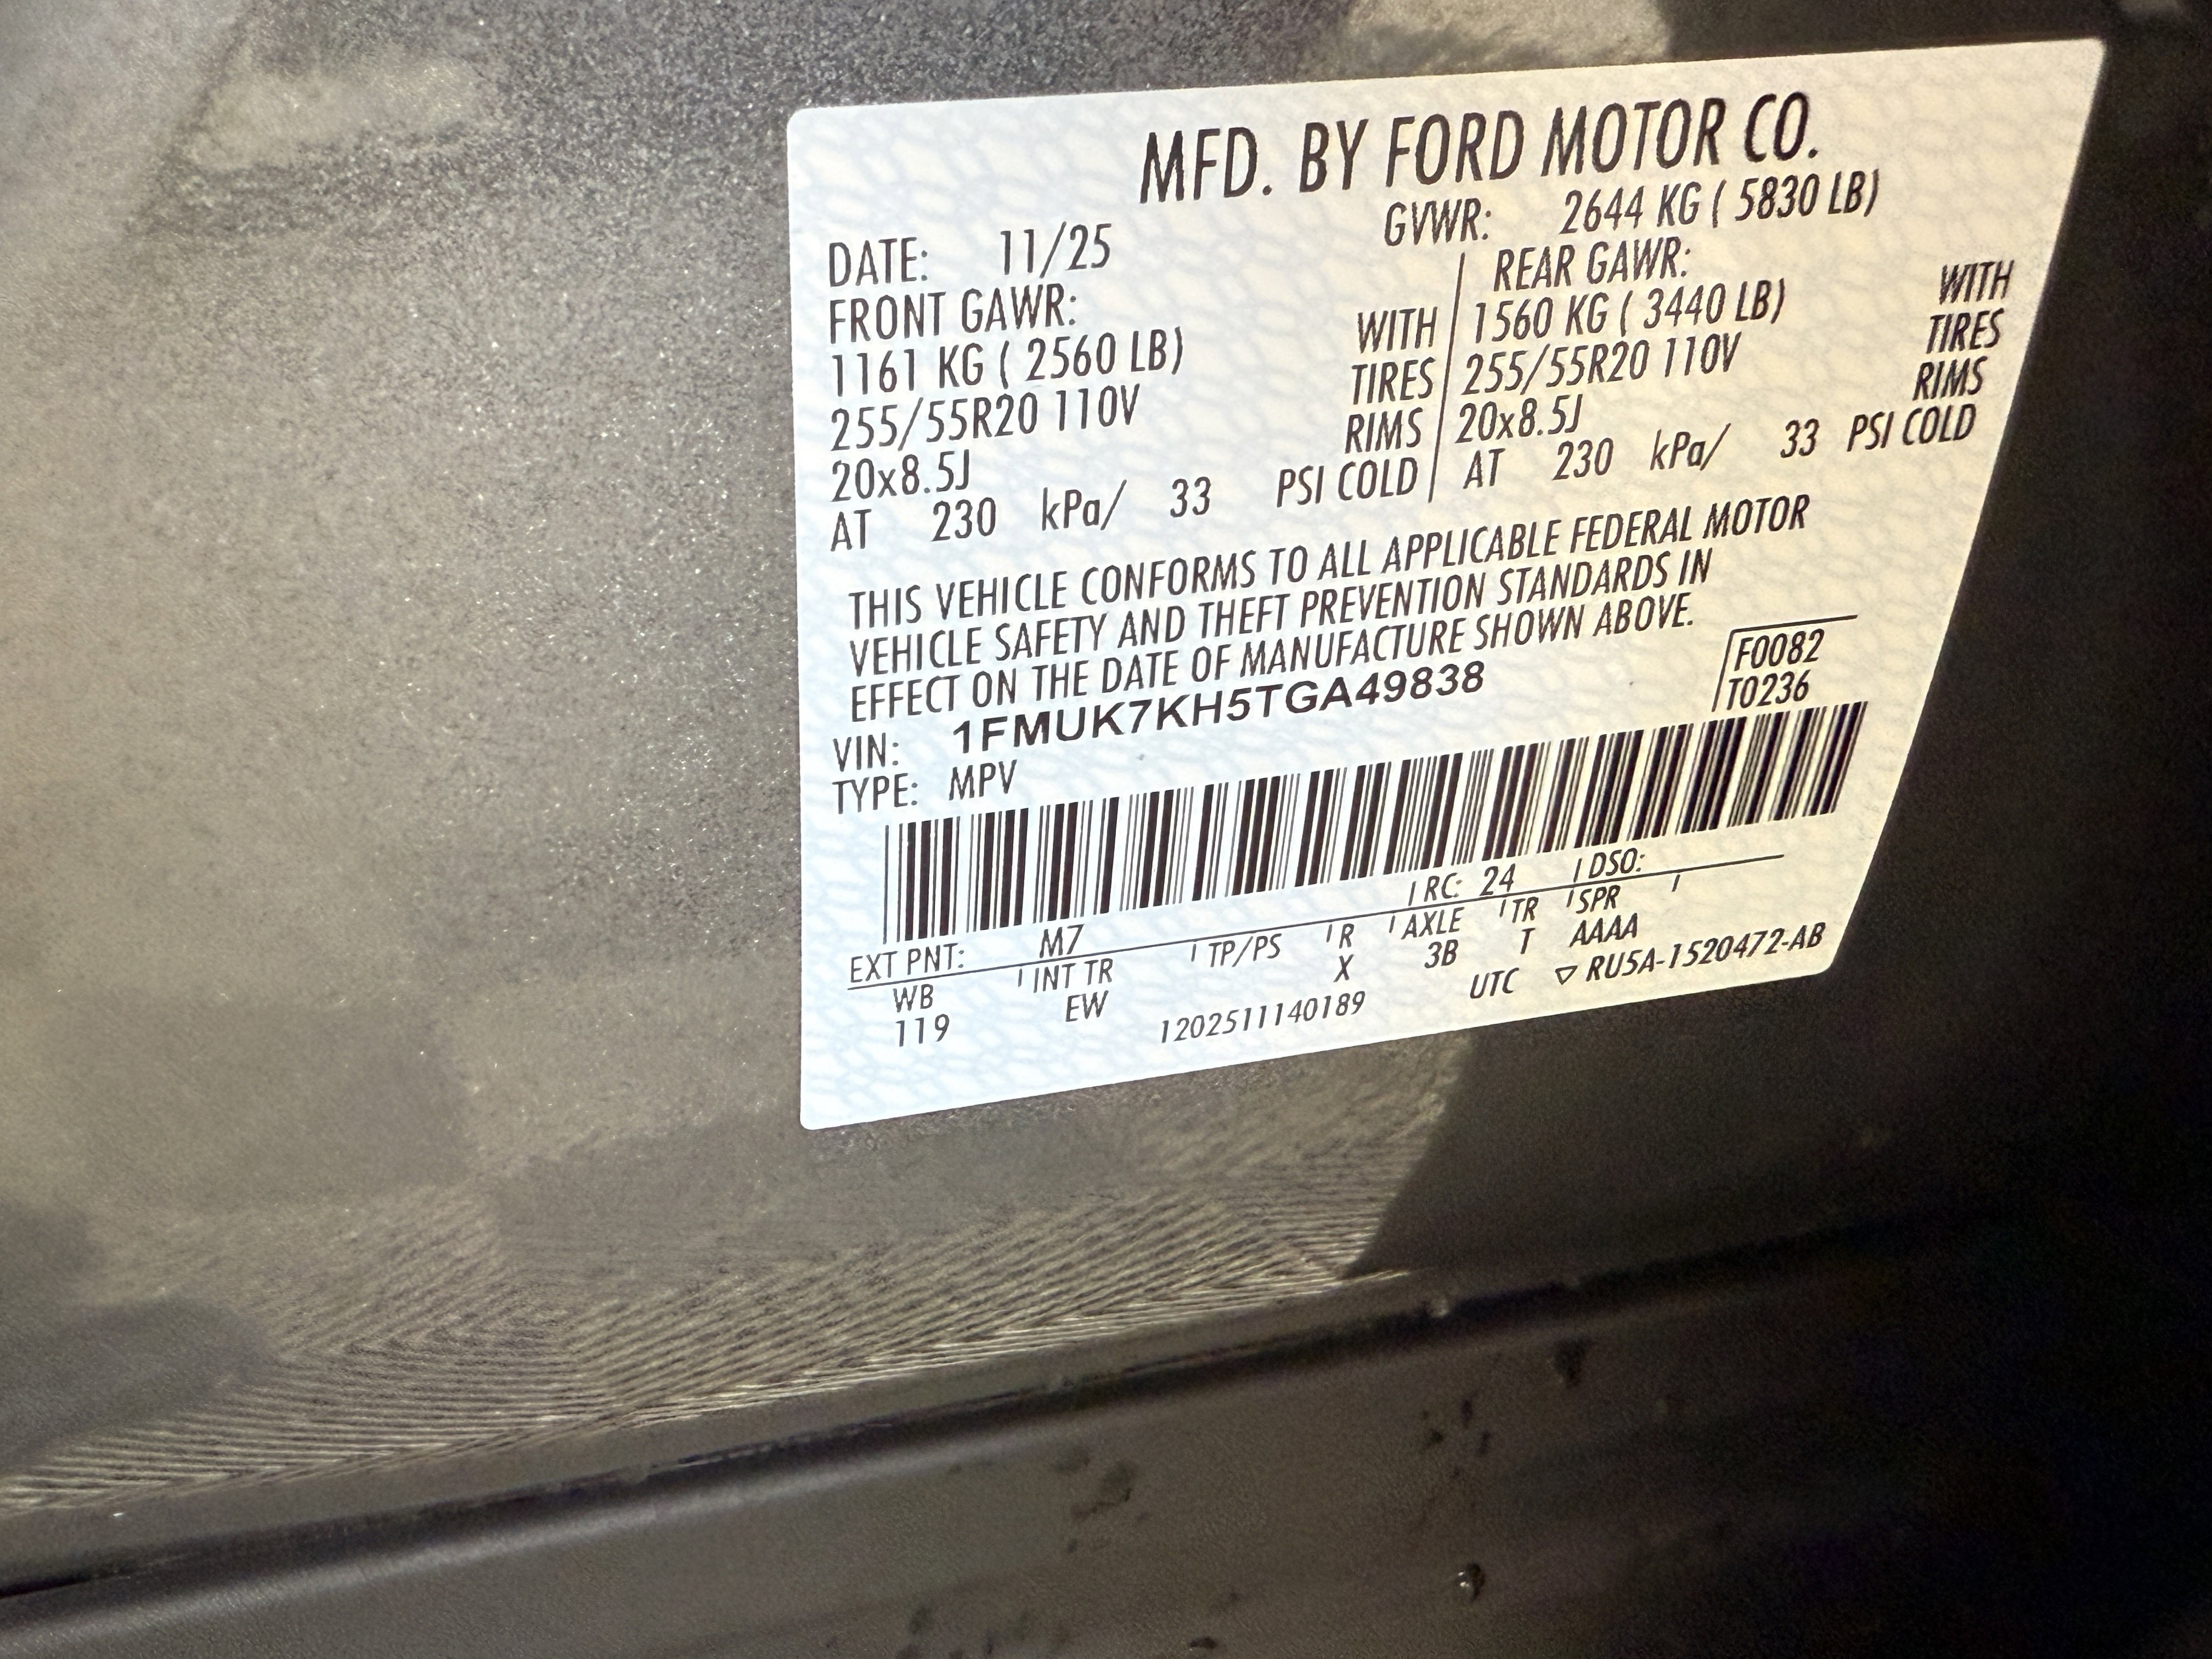 MFD. BY FORD MOTOR CO.
DATE: 11/25 GVWR: 2644 KG ( 5830 LB)
FRONT GAWR: REAR GAWR:
1161 KG ( 2560 LB) WITH 1560 KG ( 3440 LB) WITH
255/55R20 110V TIRES 255/55R20 110V TIRES
20x8.5J RIMS 20x8.5J RIMS
AT 230 kPa/ 33 PSI COLD AT 230 kPa/ 33 PSI COLD
THIS VEHICLE CONFORMS TO ALL APPLICABLE FEDERAL MOTOR
VEHICLE SAFETY AND THEFT PREVENTION STANDARDS IN
EFFECT ON THE DATE OF MANUFACTURE SHOWN ABOVE.
VIN: 1FMUK7KH5TGA49838 F0082
TYPE: MPV T0236
EXT PNT: M7 RC: 24 DSO:
WB INT TR TP/PS R AXLE TR SPR
119 EW X 3B T AAAA
1202511140189 UTC ▽ RU5A-1520472-AB